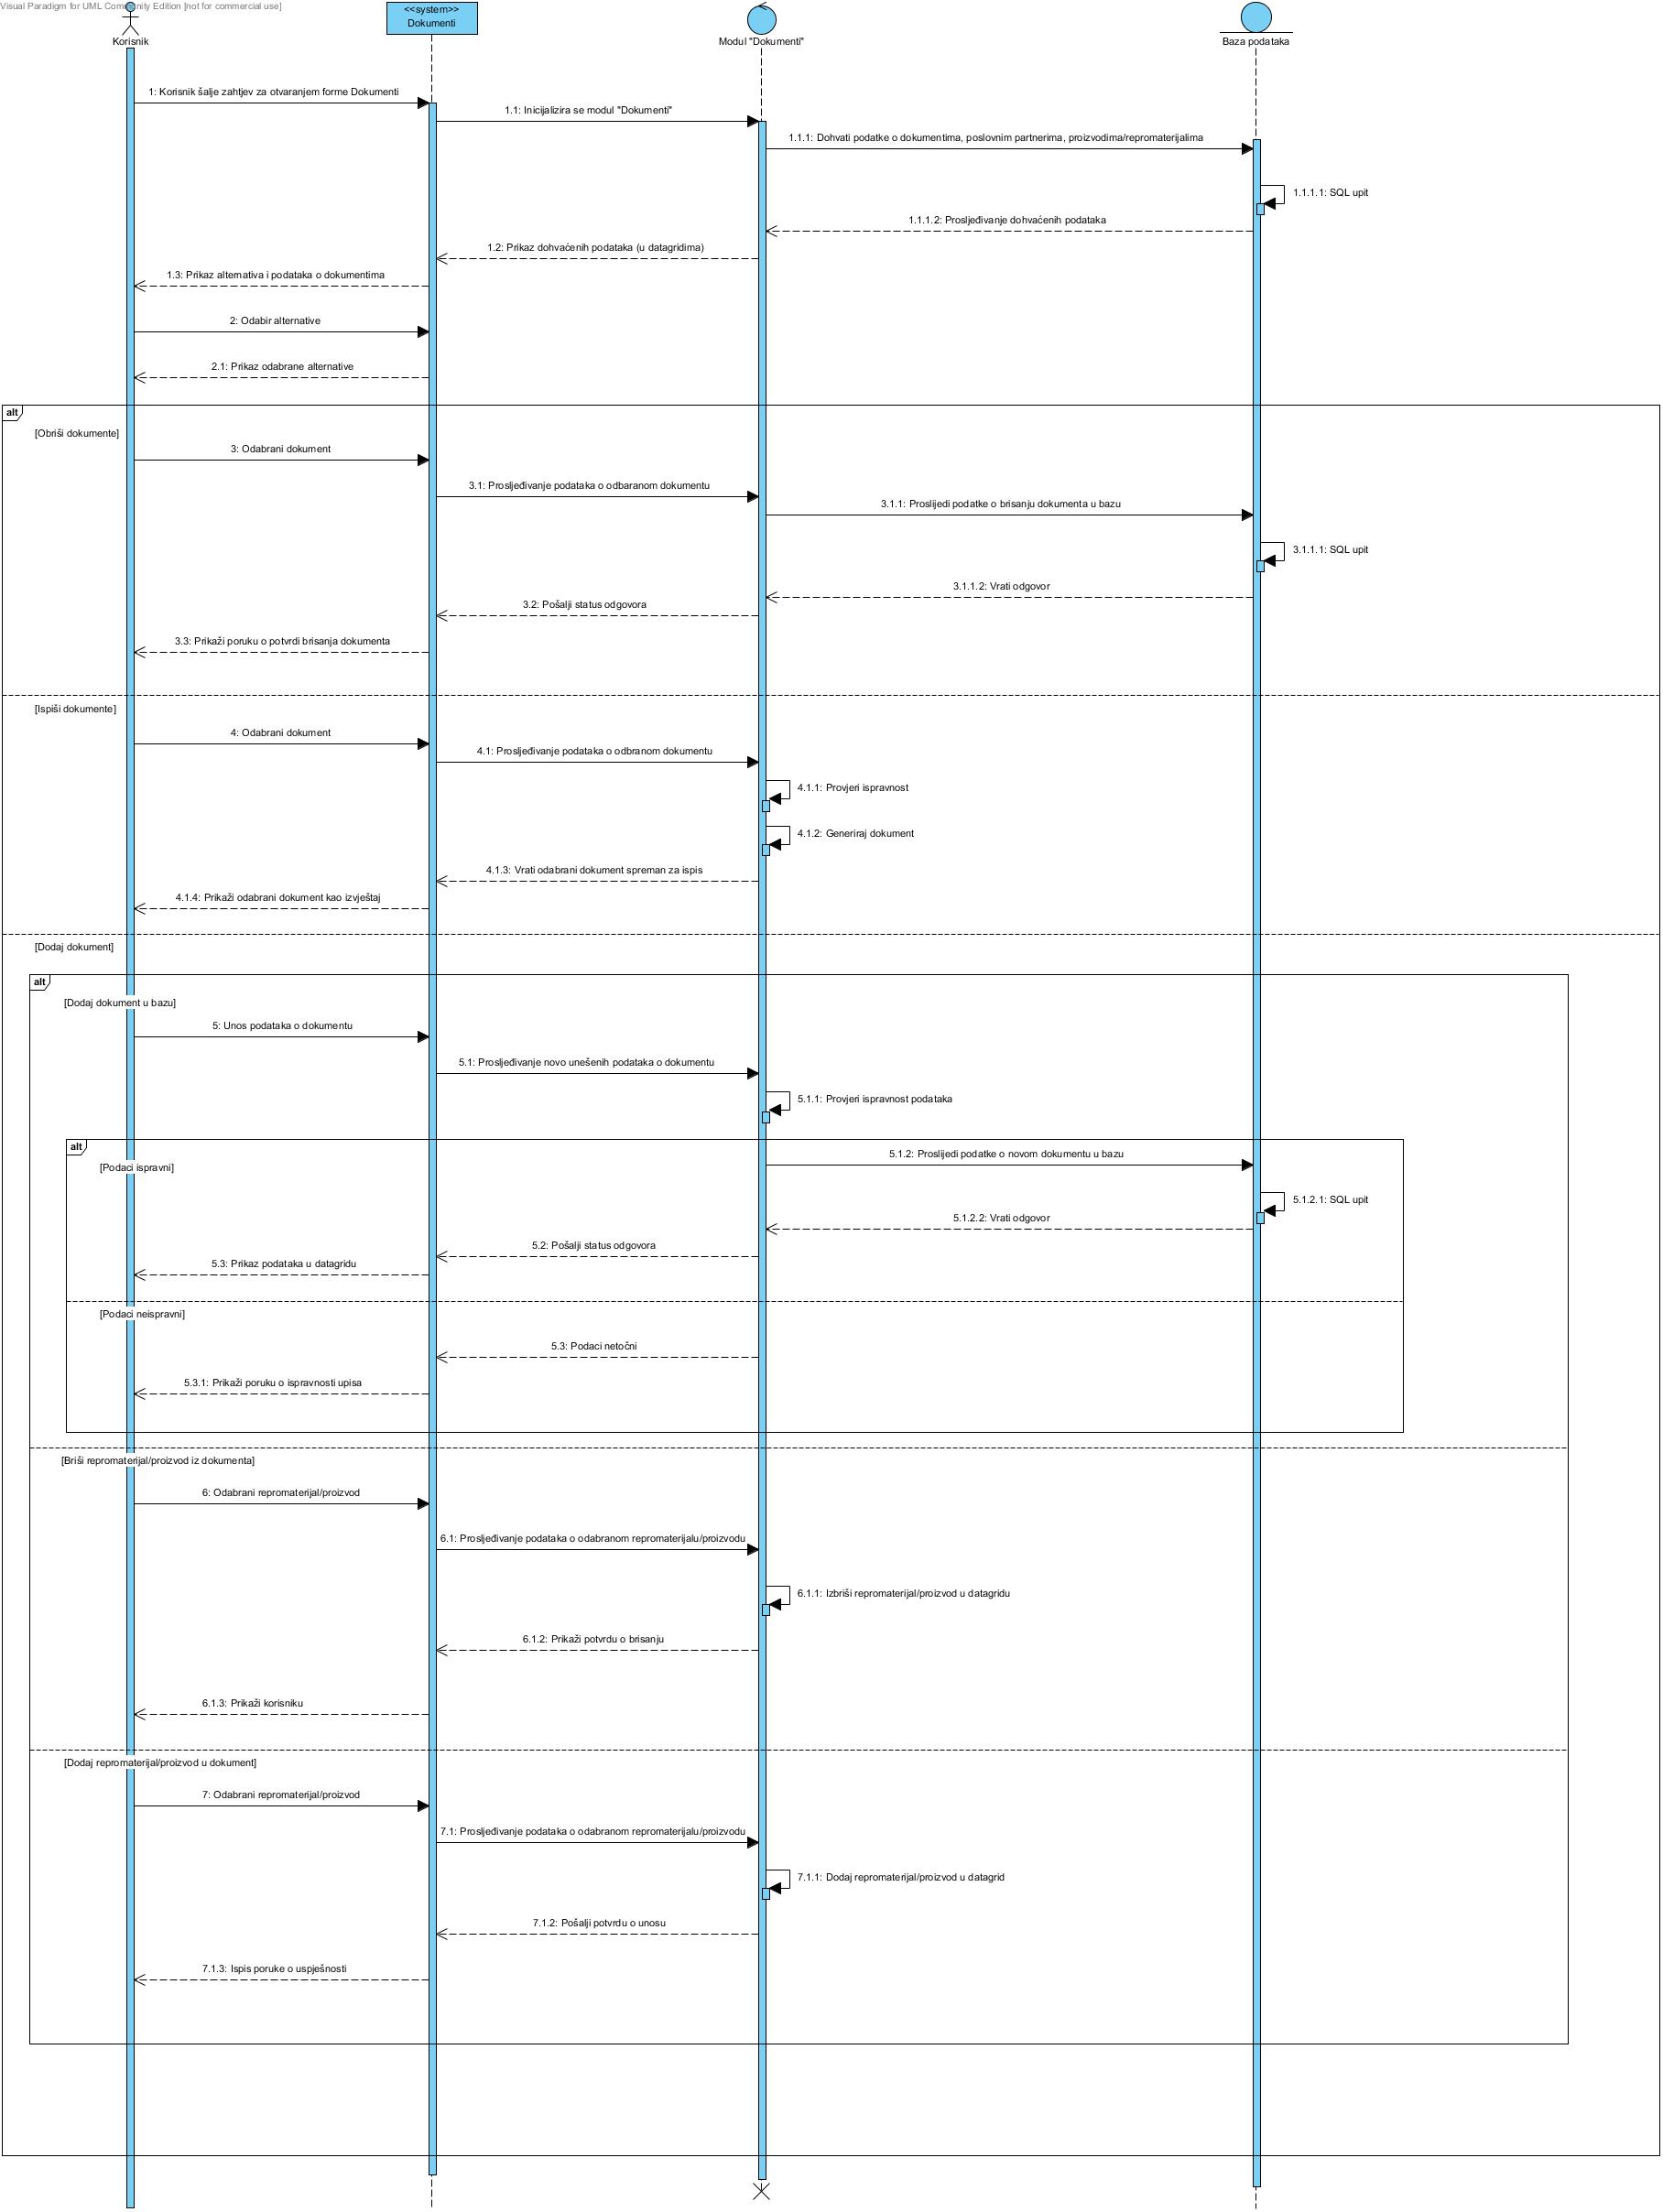 Visual Paradigm for UML Community Edition [not for commercial use]
<<system>>
Dokumenti
Korisnik
Modul "Dokumenti"
Baza podataka
1: Korisnik šalje zahtjev za otvaranjem forme Dokumenti
1.1: Inicijalizira se modul "Dokumenti"
1.1.1: Dohvati podatke o dokumentima, poslovnim partnerima, proizvodima/repromaterijalima
1.1.1.1: SQL upit
1.1.1.2: Prosljeđivanje dohvaćenih podataka
1.2: Prikaz dohvaćenih podataka (u datagridima)
1.3: Prikaz alternativa i podataka o dokumentima
2: Odabir alternative
2.1: Prikaz odabrane alternative
alt
[Obriši dokumente]
3: Odabrani dokument
3.1: Prosljeđivanje podataka o odbaranom dokumentu
3.1.1: Proslijedi podatke o brisanju dokumenta u bazu
3.1.1.1: SQL upit
3.1.1.2: Vrati odgovor
3.2: Pošalji status odgovora
3.3: Prikaži poruku o potvrdi brisanja dokumenta
[Ispiši dokumente]
4: Odabrani dokument
4.1: Prosljeđivanje podataka o odbranom dokumentu
4.1.1: Provjeri ispravnost
4.1.2: Generiraj dokument
4.1.3: Vrati odabrani dokument spreman za ispis
4.1.4: Prikaži odabrani dokument kao izvještaj
[Dodaj dokument]
alt
[Dodaj dokument u bazu]
5: Unos podataka o dokumentu
5.1: Prosljeđivanje novo unešenih podataka o dokumentu
5.1.1: Provjeri ispravnost podataka
alt
[Podaci ispravni]
5.1.2: Proslijedi podatke o novom dokumentu u bazu
5.1.2.1: SQL upit
5.1.2.2: Vrati odgovor
5.2: Pošalji status odgovora
5.3: Prikaz podataka u datagridu
[Podaci neispravni]
5.3: Podaci netočni
5.3.1: Prikaži poruku o ispravnosti upisa
[Briši repromaterijal/proizvod iz dokumenta]
6: Odabrani repromaterijal/proizvod
6.1: Prosljeđivanje podataka o odabranom repromaterijalu/proizvodu
6.1.1: Izbriši repromaterijal/proizvod u datagridu
6.1.2: Prikaži potvrdu o brisanju
6.1.3: Prikaži korisniku
[Dodaj repromaterijal/proizvod u dokument]
7: Odabrani repromaterijal/proizvod
7.1: Prosljeđivanje podataka o odabranom repromaterijalu/proizvodu
7.1.1: Dodaj repromaterijal/proizvod u datagrid
7.1.2: Pošalji potvrdu o unosu
7.1.3: Ispis poruke o uspješnosti